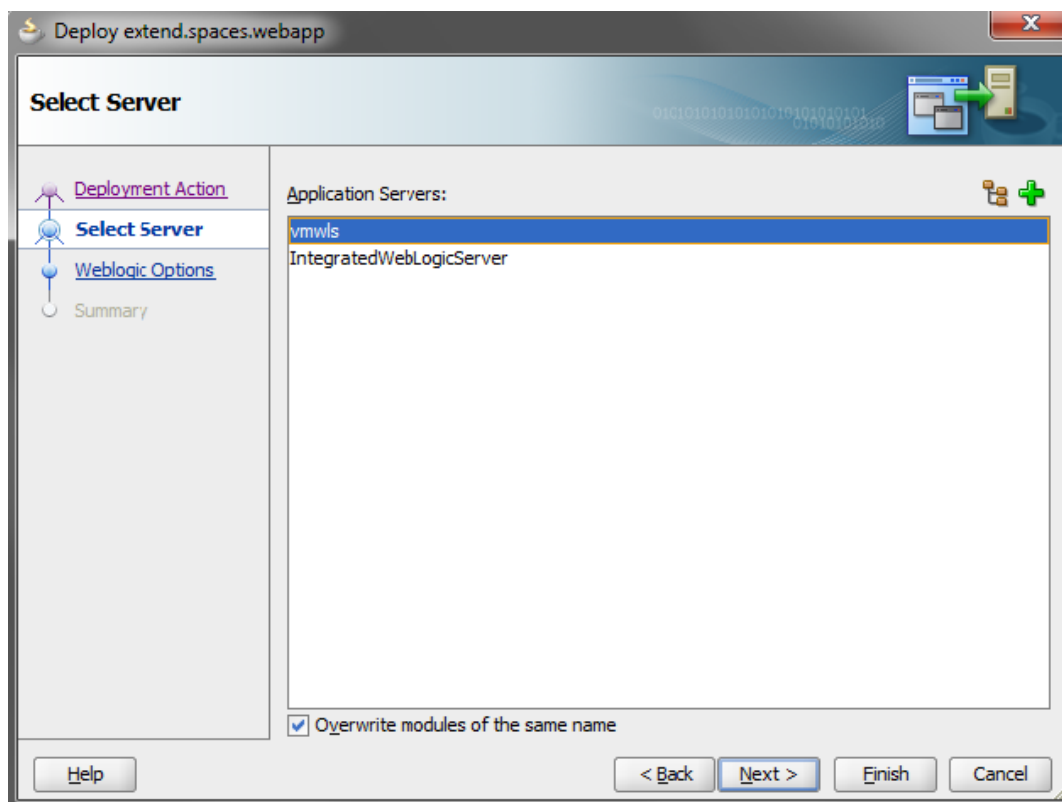 Deploy extend.spaces.webapp
Select Server
Deployment Action
Select Server
Weblogic Options
Summary
Application Servers:
vmwls
IntegratedWebLogicServer
Overwrite modules of the same name
Help
< Back
Next >
Finish
Cancel